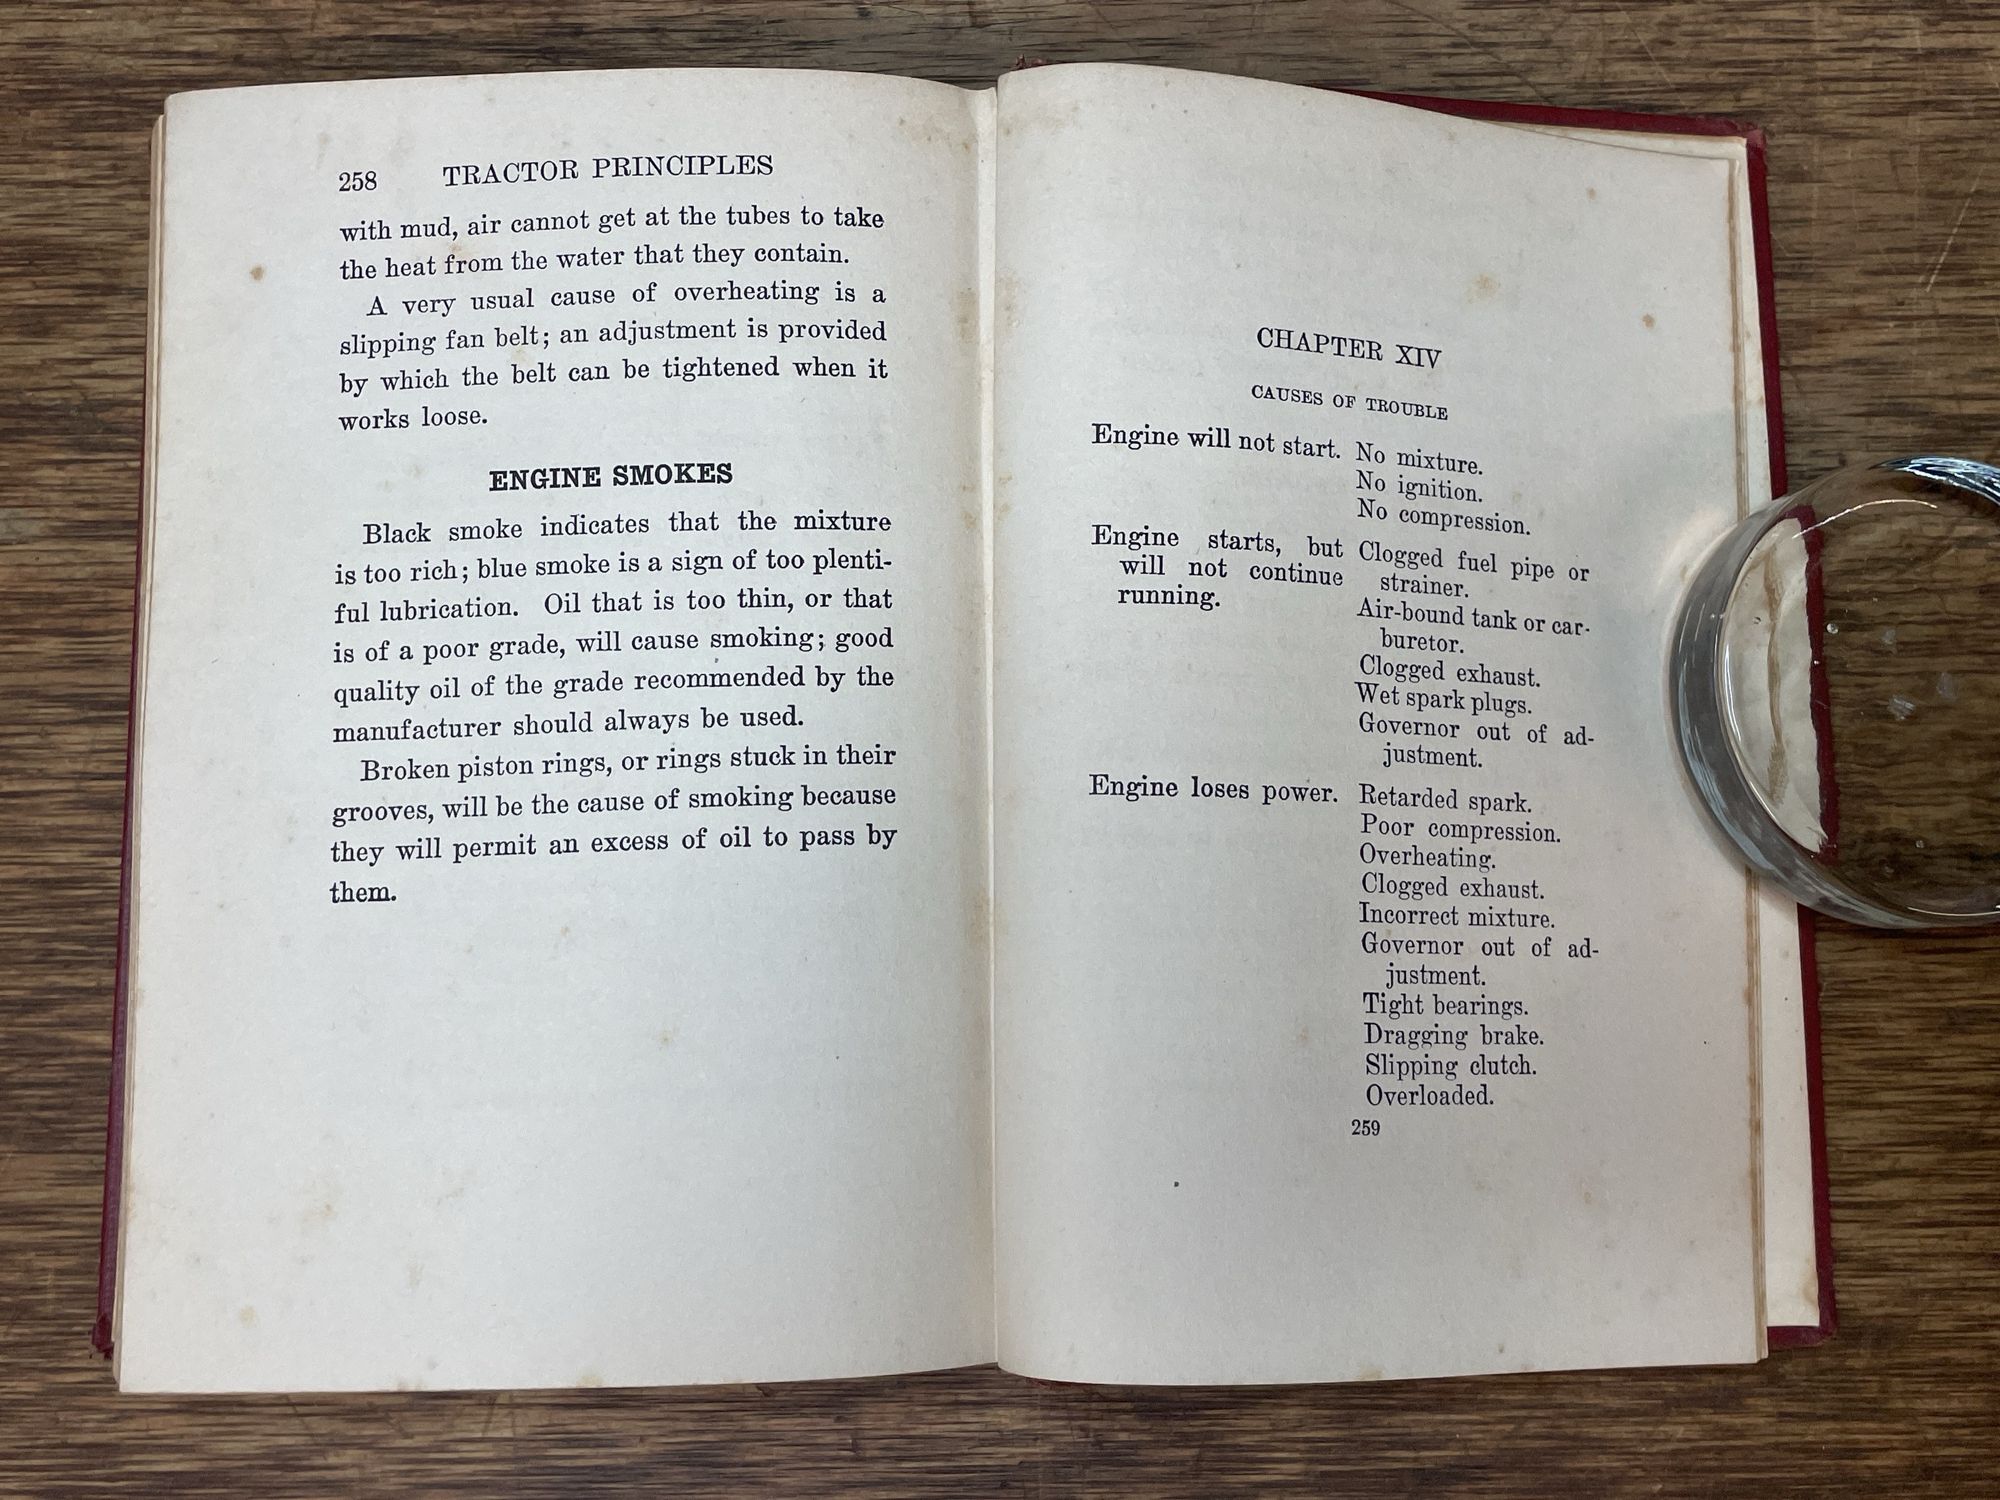 258 TRACTOR PRINCIPLES
with mud, air cannot get at the tubes to take
the heat from the water that they contain.
A very usual cause of overheating is a
slipping fan belt; an adjustment is provided
by which the belt can be tightened when it
works loose.
ENGINE SMOKES
Black smoke indicates that the mixture
is too rich; blue smoke is a sign of too plenti-
ful lubrication. Oil that is too thin, or that
is of a poor grade, will cause smoking; good
quality oil of the grade recommended by the
manufacturer should always be used.
Broken piston rings, or rings stuck in their
grooves, will be the cause of smoking because
they will permit an excess of oil to pass by
them.
CHAPTER XIV
CAUSES OF TROUBLE
Engine will not start. No mixture.
No ignition.
No compression.
Engine starts, but Clogged fuel pipe or
will not continue strainer.
running. Air-bound tank or car-
buretor.
Clogged exhaust.
Wet spark plugs.
Governor out of ad-
justment.
Engine loses power. Retarded spark.
Poor compression.
Overheating.
Clogged exhaust.
Incorrect mixture.
Governor out of ad-
justment.
Tight bearings.
Dragging brake.
Slipping clutch.
Overloaded.
259